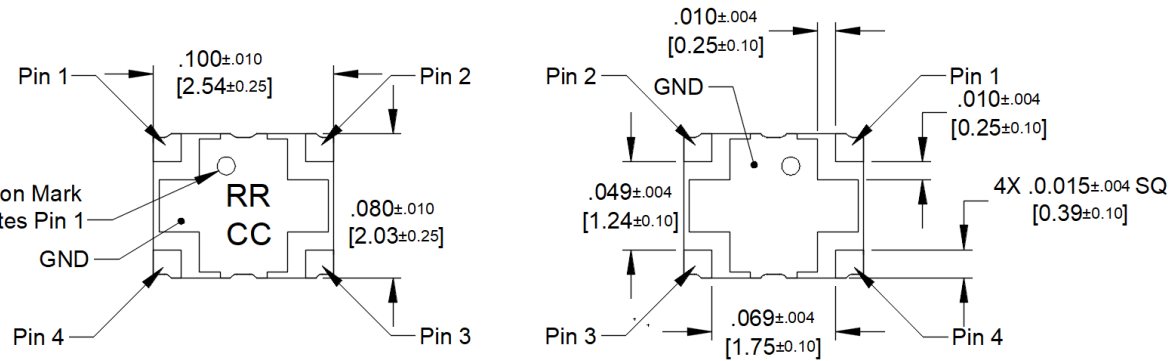 Pin 1
.100±.010
[2.54±0.25]
Pin 2
on Mark
tes Pin 1
RR
CC
GND
.080±.010
[2.03±0.25]
Pin 4
Pin 3
.010±.004
[0.25±0.10]
Pin 2
GND
Pin 1
.010±.004
[0.25±0.10]
.049±.004
[1.24±0.10]
4X .0.015±.004 SQ
[0.39±0.10]
Pin 3
.069±.004
[1.75±0.10]
Pin 4